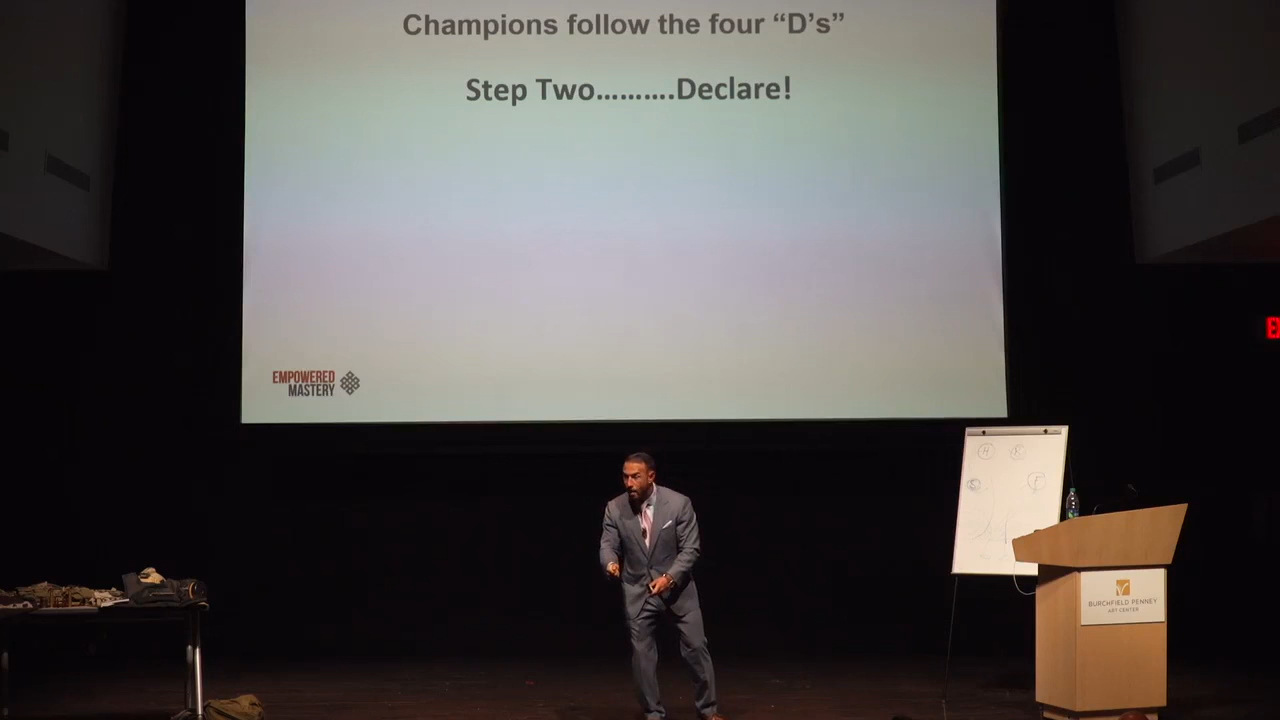 Champions follow the four “D’s”
Step Two……….Declare!
EMPOWERED
MASTERY
H
BURCHFIELD PENNEY
ART CENTER